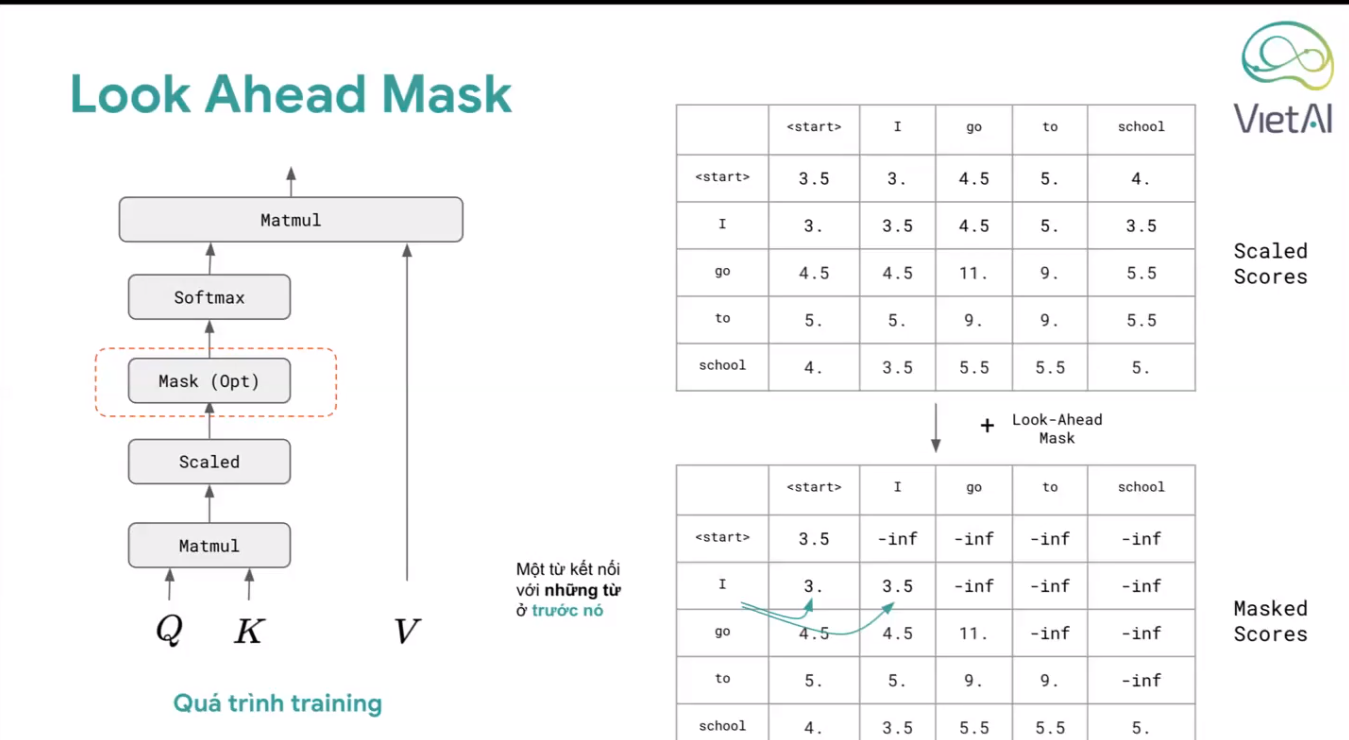 Look Ahead Mask
VietAI
Matmul
Softmax
Mask (Opt)
Scaled
Matmul
Q K V
Quá trình training
Một từ kết nối
với những từ
ở trước nó
<start> I go to school
<start> 3.5 3. 4.5 5. 4.
I 3. 3.5 4.5 5. 3.5
go 4.5 4.5 11. 9. 5.5
to 5. 5. 9. 9. 5.5
school 4. 3.5 5.5 5.5 5.
Scaled
Scores
+ Look-Ahead
Mask
<start> I go to school
<start> 3.5 -inf -inf -inf -inf
I 3. 3.5 -inf -inf -inf
go 4.5 4.5 11. -inf -inf
to 5. 5. 9. 9. -inf
school 4. 3.5 5.5 5.5 5.
Masked
Scores